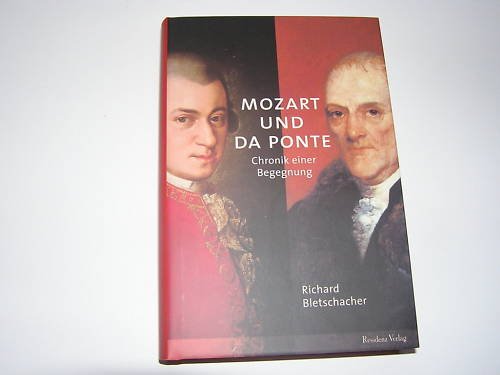 MOZART
UND
DA PONTE
Chronik einer
Begegnung
Richard
Bletschacher
Residenz Verlag